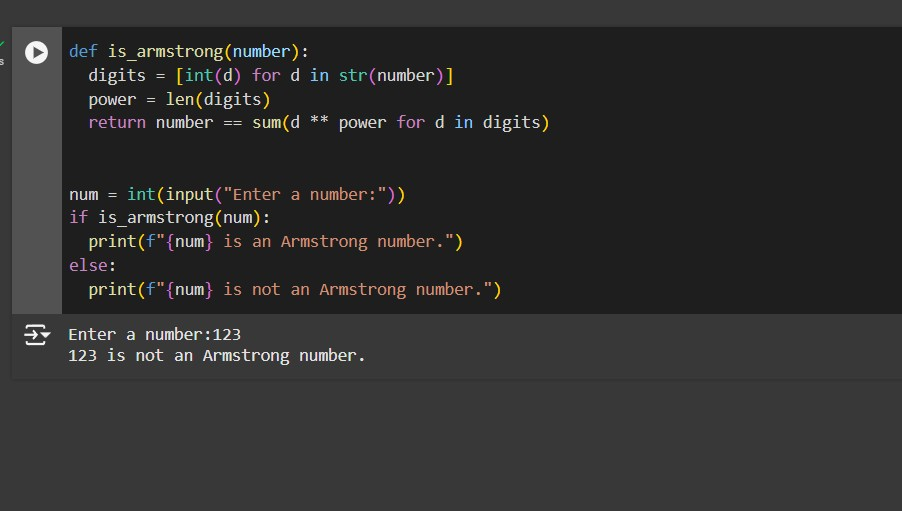 def is_armstrong(number):
  digits = [int(d) for d in str(number)]
  power = len(digits)
  return number == sum(d ** power for d in digits)
num = int(input("Enter a number:"))
if is_armstrong(num):
  print(f"{num} is an Armstrong number.")
else:
  print(f"{num} is not an Armstrong number.")
Enter a number:123
123 is not an Armstrong number.